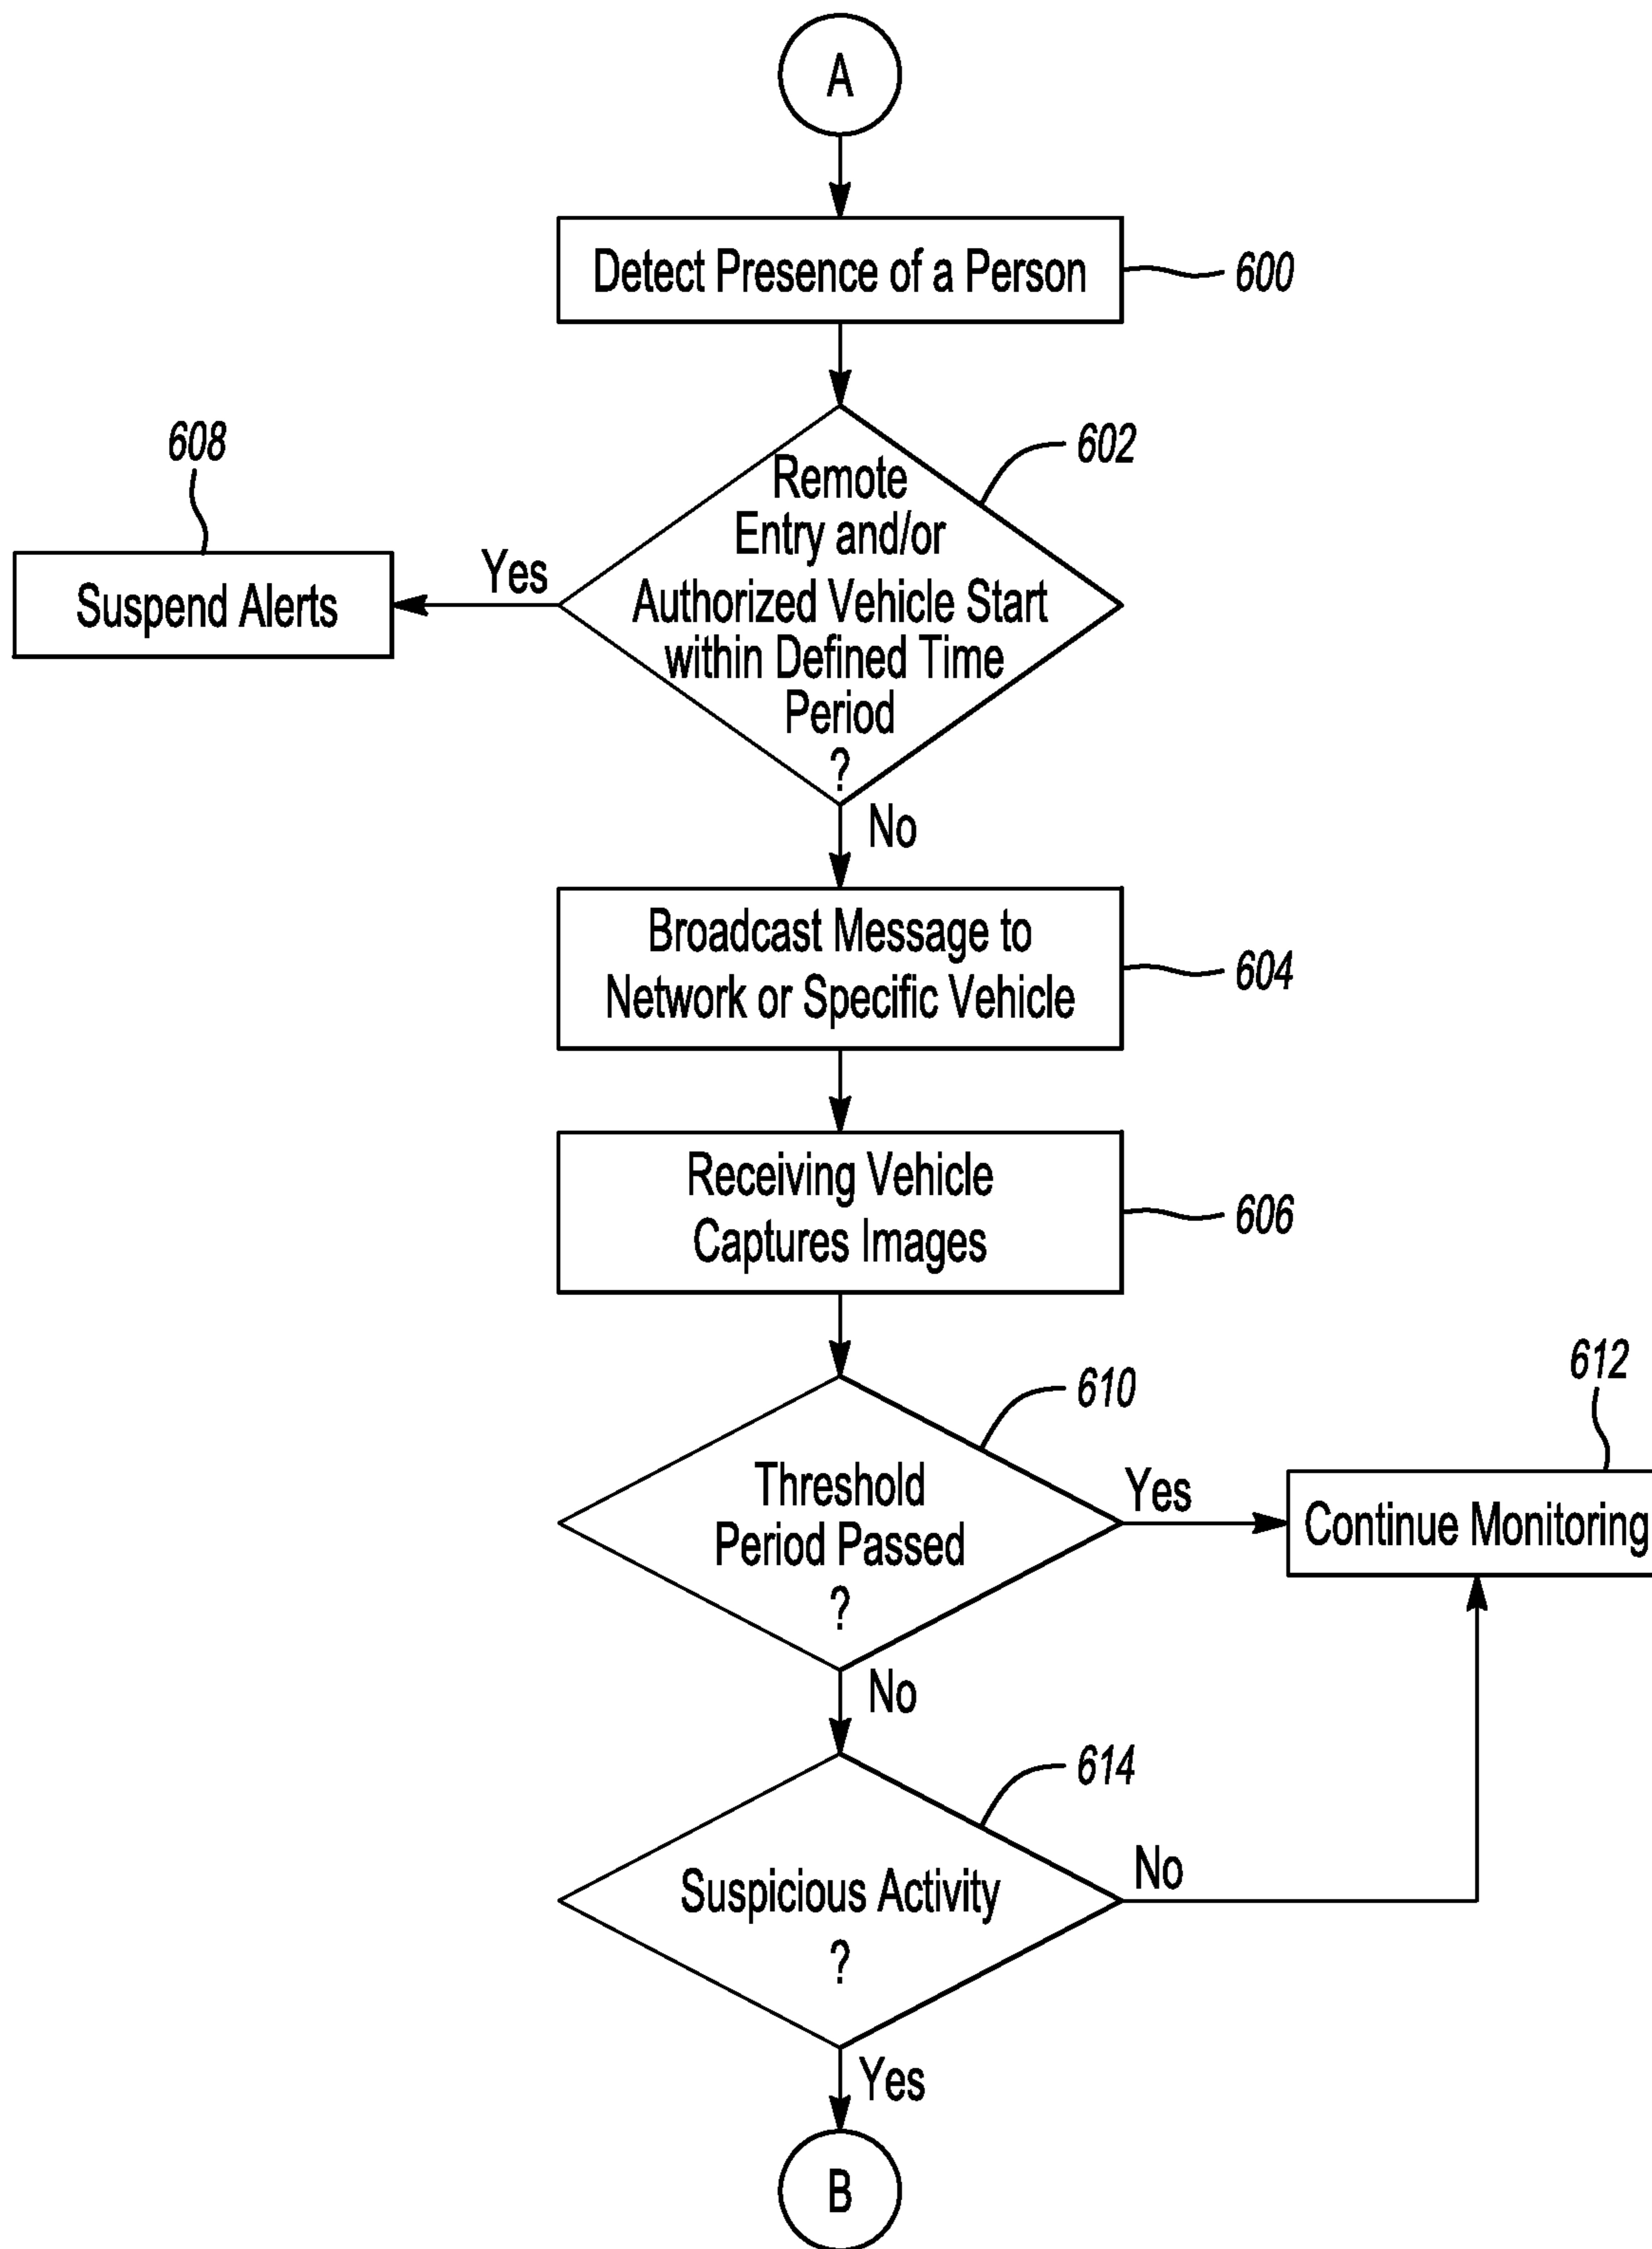 A
Detect Presence of a Person
600
602
Remote
Entry and/or
Authorized Vehicle Start
within Defined Time
Period
?
608
Yes
Suspend Alerts
No
Broadcast Message to
Network or Specific Vehicle
604
Receiving Vehicle
Captures Images
606
610
Threshold
Period Passed
?
Yes
612
Continue Monitoring
No
614
Suspicious Activity
?
No
Yes
B